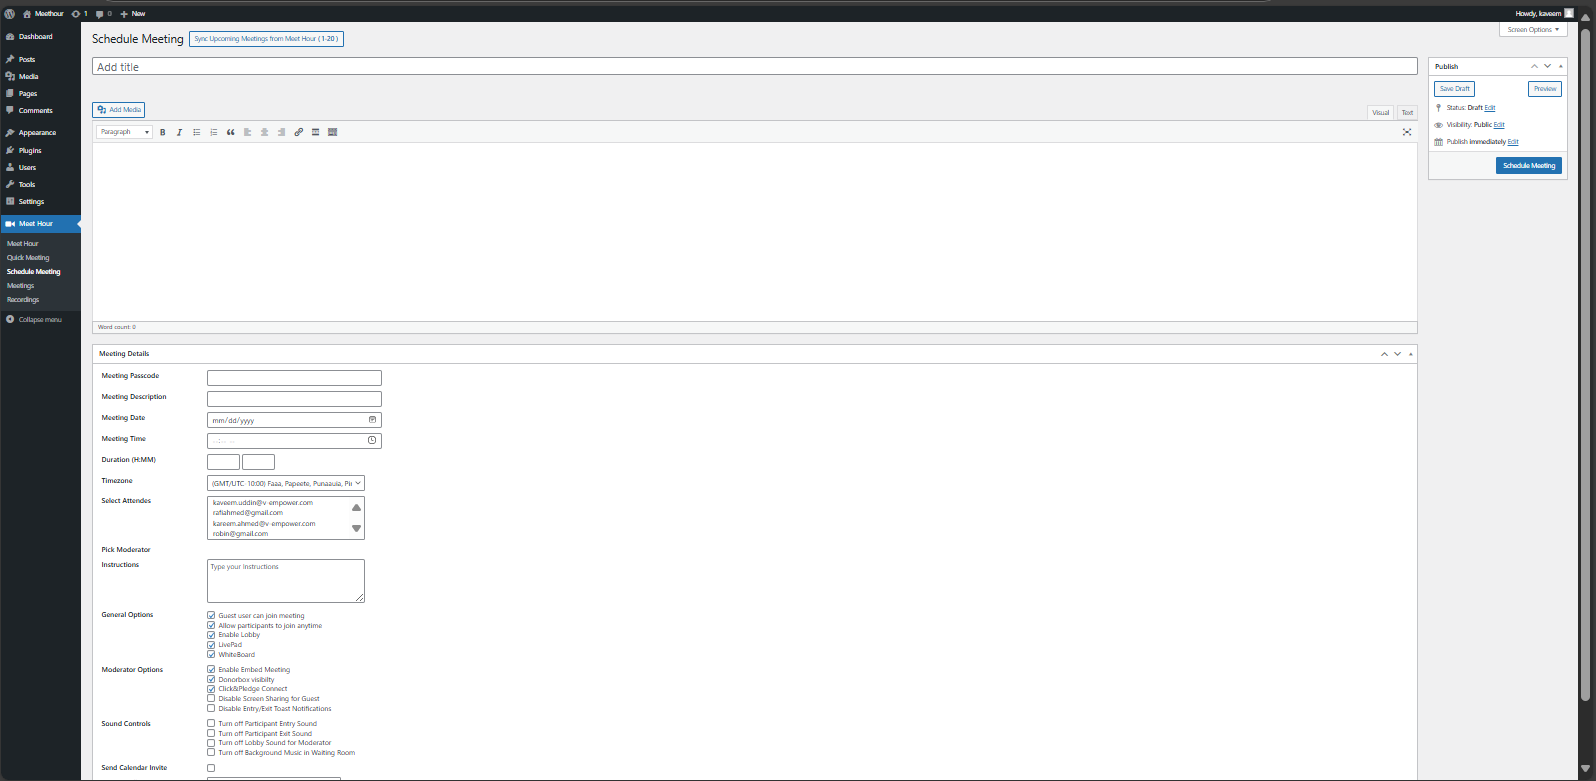 Meethour 1 0 New Howdy, kaveem
Dashboard
Posts
Media
Pages
Comments
Appearance
Plugins
Users
Tools
Settings
Meet Hour
Meet Hour
Quick Meeting
Schedule Meeting
Meetings
Recordings
Collapse menu
Schedule Meeting Sync Upcoming Meetings from Meet Hour ( 1-20 )
Screen Options
Add title
Add Media
Visual Text
Paragraph
Word count: 0
Publish
Save Draft Preview
Status: Draft Edit
Visibility: Public Edit
Publish immediately Edit
Schedule Meeting
Meeting Details
Meeting Passcode
Meeting Description
Meeting Date mm/dd/yyyy
Meeting Time --:-- --
Duration (H:MM)
Timezone (GMT/UTC-10:00) Faaa, Papeete, Punaauia, Pi
Select Attendes
kaveem.uddin@v-empower.com
rafiahmed@gmail.com
kareem.ahmed@v-empower.com
robin@gmail.com
Pick Moderator
Instructions Type your Instructions
General Options
Guest user can join meeting
Allow participants to join anytime
Enable Lobby
LivePad
WhiteBoard
Moderator Options
Enable Embed Meeting
Donorbox visibilty
Click&Pledge Connect
Disable Screen Sharing for Guest
Disable Entry/Exit Toast Notifications
Sound Controls
Turn off Participant Entry Sound
Turn off Participant Exit Sound
Turn off Lobby Sound for Moderator
Turn off Background Music in Waiting Room
Send Calendar Invite